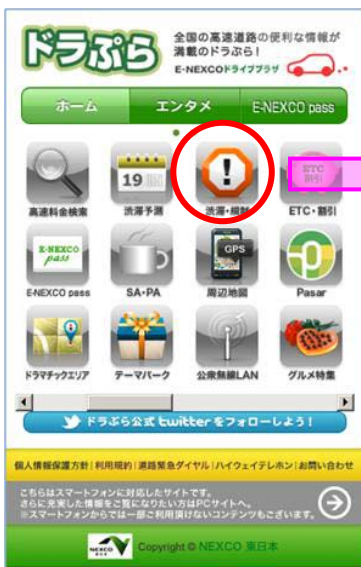 ドラぷら
全国の高速道路の便利な情報が
満載のドラぷら！
E-NEXCOドライブプラザ
ホーム エンタメ E-NEXCO pass
19
ETC
割引
高速料金検索 渋滞予測 渋滞・規制 ETC・割引
E-NEXCO
pass
GPS
E-NEXCO pass SA・PA 周辺地図 Pasar
ドラマチックエリア テーマパーク 公衆無線LAN グルメ特集
ドラぷら公式 twitter をフォローしよう！
個人情報保護方針 | 利用規約 | 道路緊急ダイヤル | ハイウェイテレホン | お問い合わせ
こちらはスマートフォンに対応したサイトです。
さらに充実した情報をご覧になりたい方はPCサイトへ。
※スマートフォンからでは一部ご利用頂けないコンテンツもございます。
NEXCO
Copyright © NEXCO 東日本